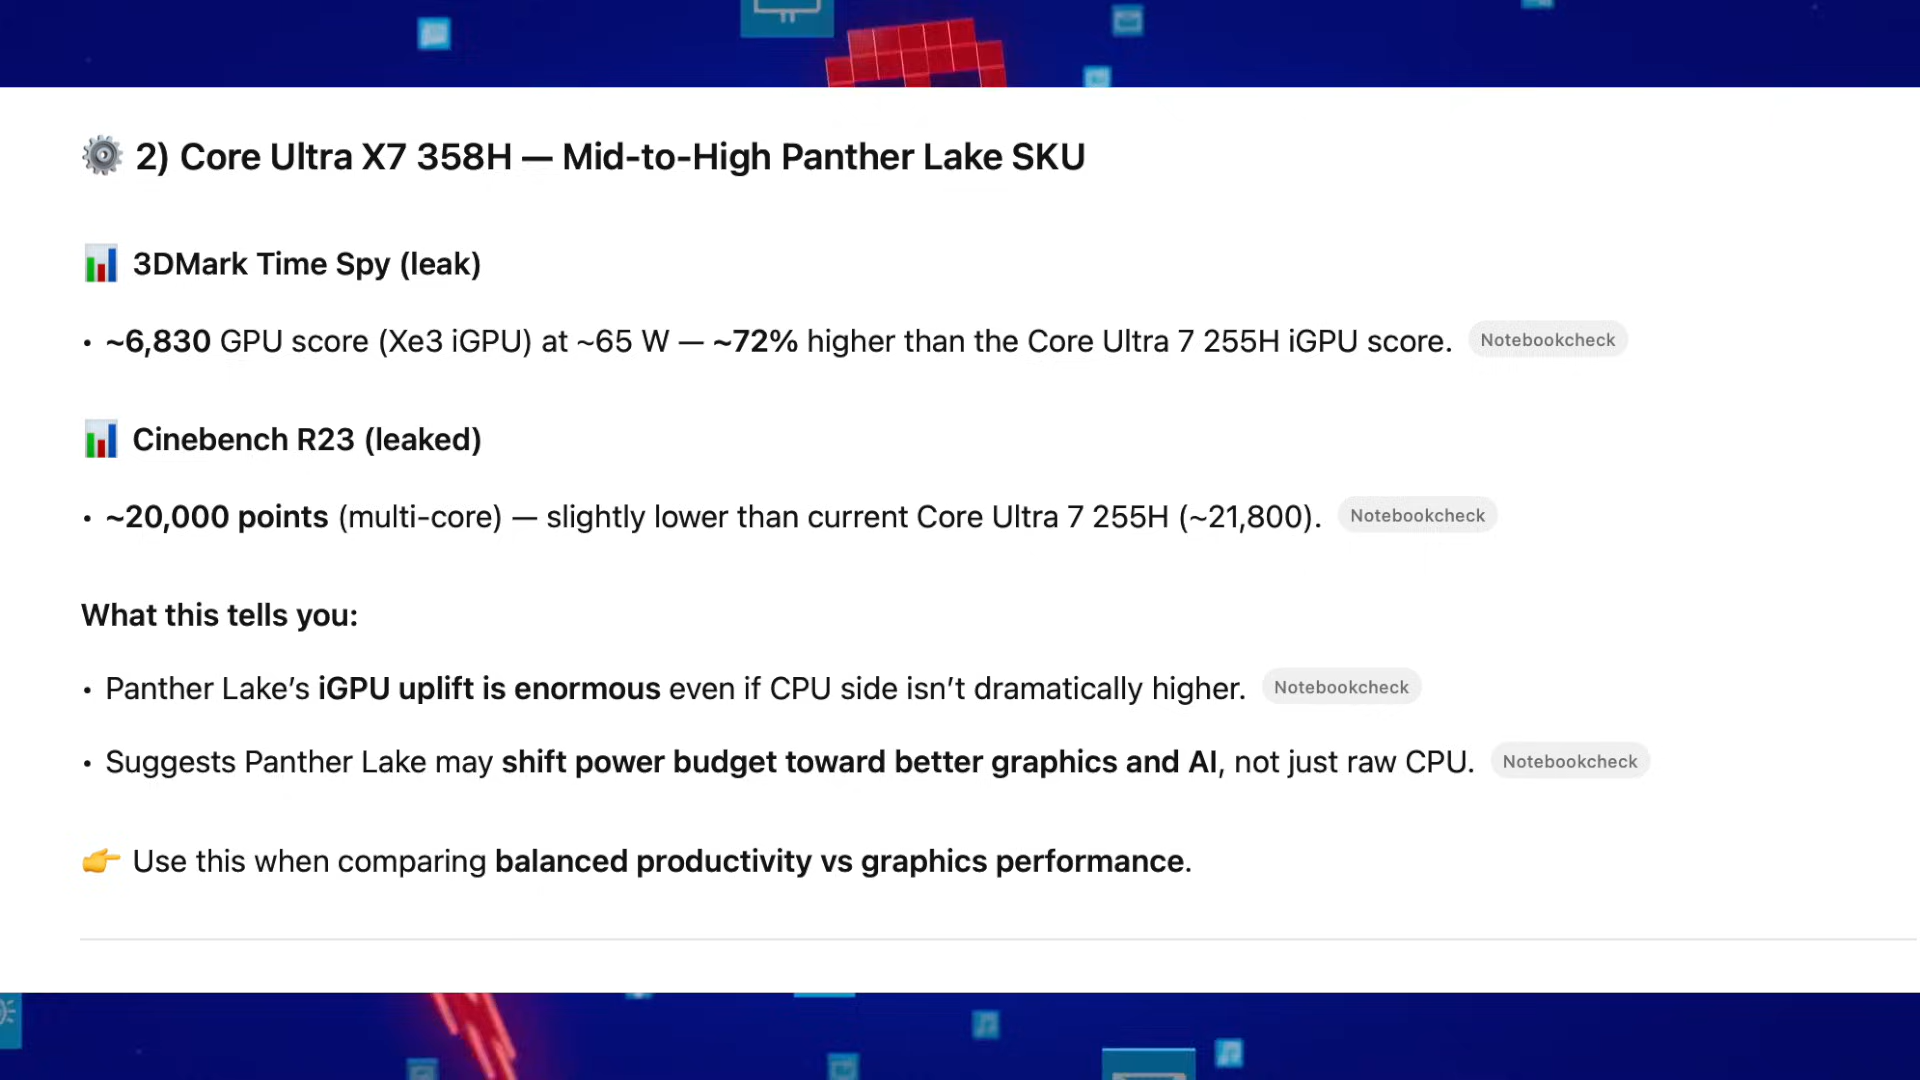 2) Core Ultra X7 358H — Mid-to-High Panther Lake SKU
3DMark Time Spy (leak)
• ~6,830 GPU score (Xe3 iGPU) at ~65 W — ~72% higher than the Core Ultra 7 255H iGPU score. Notebookcheck
Cinebench R23 (leaked)
• ~20,000 points (multi-core) — slightly lower than current Core Ultra 7 255H (~21,800). Notebookcheck
What this tells you:
• Panther Lake’s iGPU uplift is enormous even if CPU side isn’t dramatically higher. Notebookcheck
• Suggests Panther Lake may shift power budget toward better graphics and AI, not just raw CPU. Notebookcheck
Use this when comparing balanced productivity vs graphics performance.